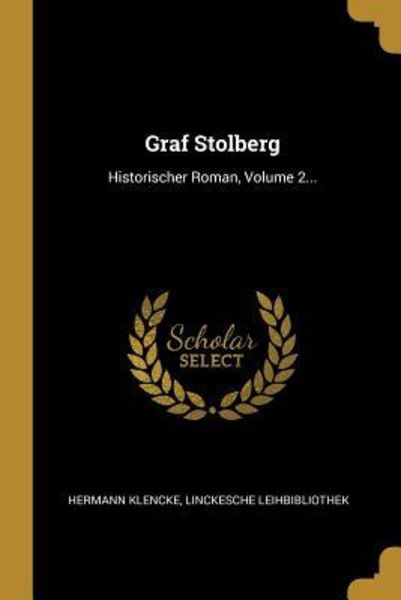 Graf Stolberg
Historischer Roman, Volume 2...
Scholar
SELECT
HERMANN KLENCKE, LINCKESCHE LEIHBIBLIOTHEK